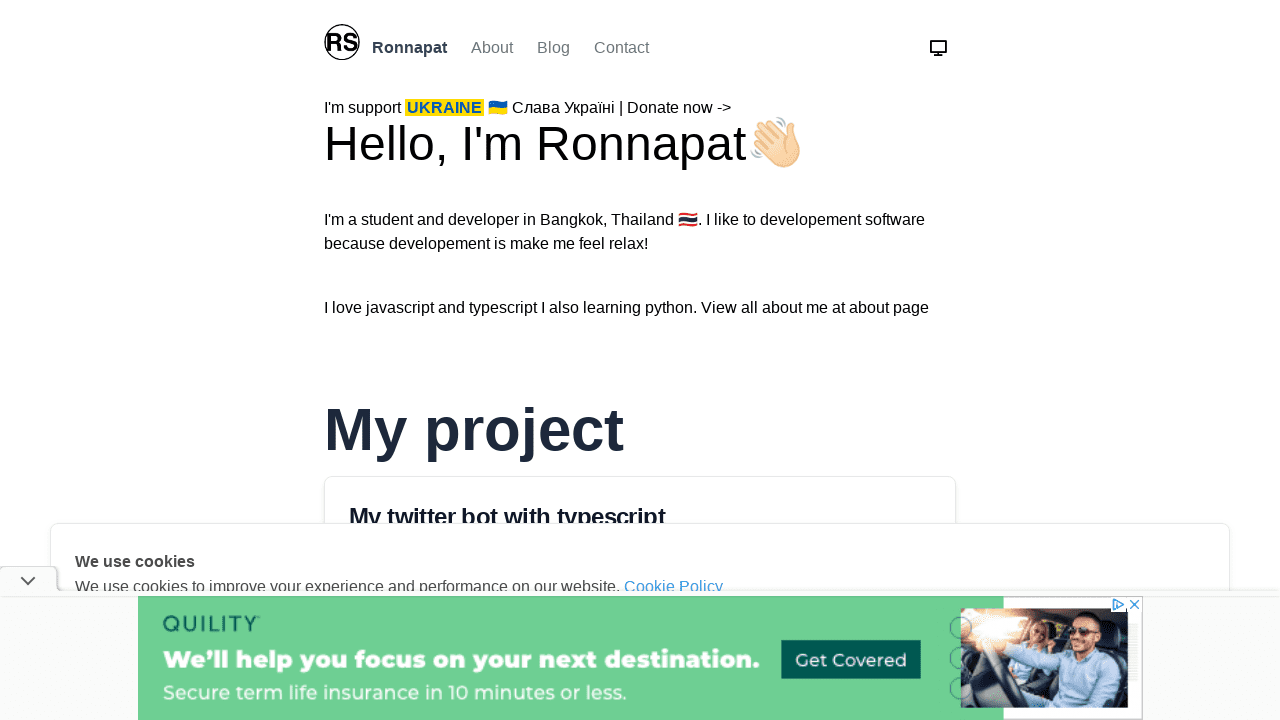 RS
Ronnapat About Blog Contact
I'm support UKRAINE 🇺🇦 Слава Україні | Donate now ->
Hello, I'm Ronnapat👋🏻
I'm a student and developer in Bangkok, Thailand 🇹🇭. I like to developement software
because developement is make me feel relax!
I love javascript and typescript I also learning python. View all about me at about page
My project
My twitter bot with typescript
We use cookies
We use cookies to improve your experience and performance on our website. Cookie Policy
QUILITY
We'll help you focus on your next destination.
Secure term life insurance in 10 minutes or less.
Get Covered